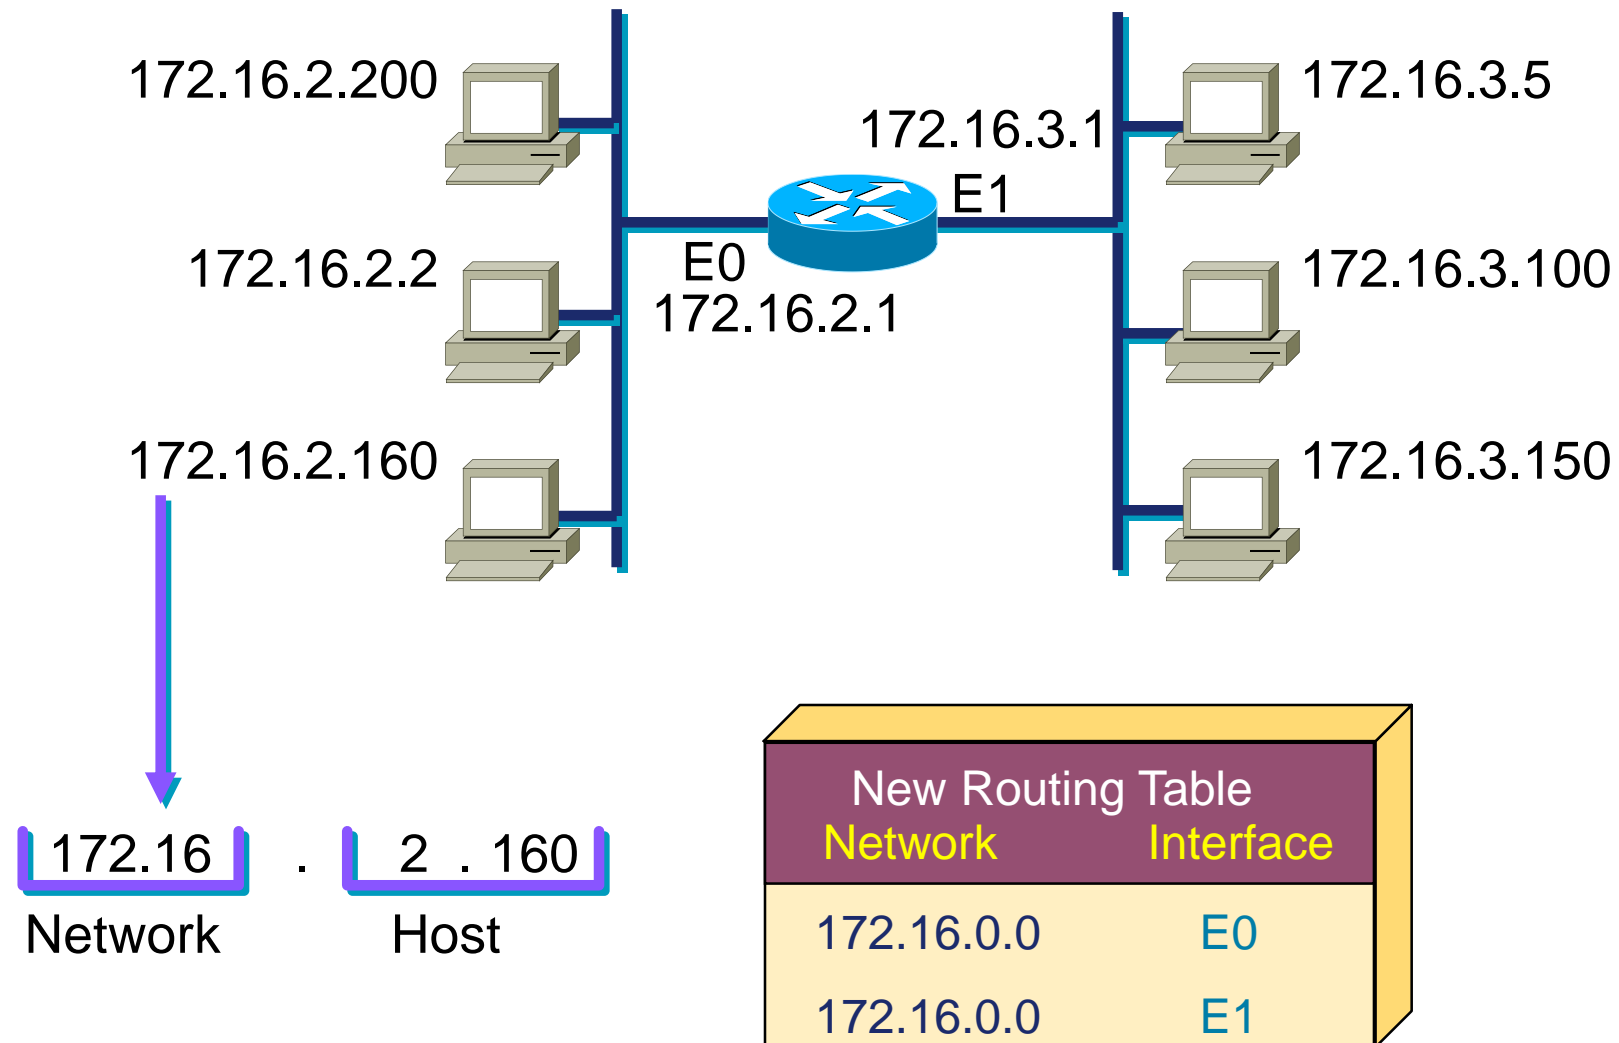 172.16.2.200
172.16.3.5
172.16.3.1
E1
172.16.2.2
E0
172.16.2.1
172.16.3.100
172.16.2.160
172.16.3.150
172.16 . 2 . 160
Network Host
New Routing Table
Network Interface
172.16.0.0 E0
172.16.0.0 E1